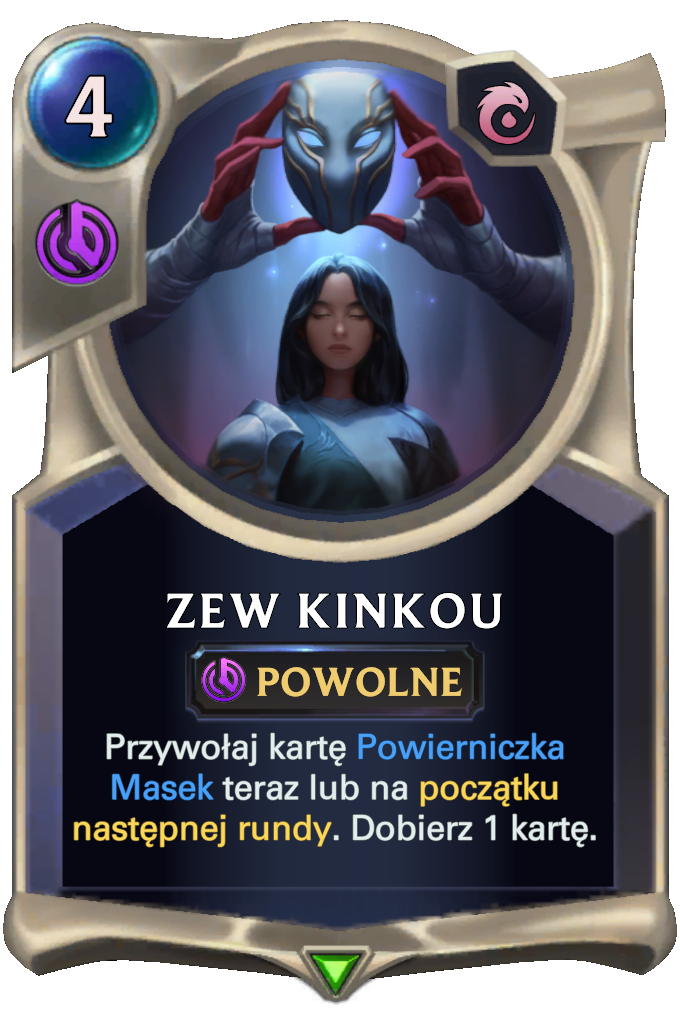 4
ZEW KINKOU
POWOLNE
Przywołaj kartę Powierniczka
Masek teraz lub na początku
następnej rundy. Dobierz 1 kartę.